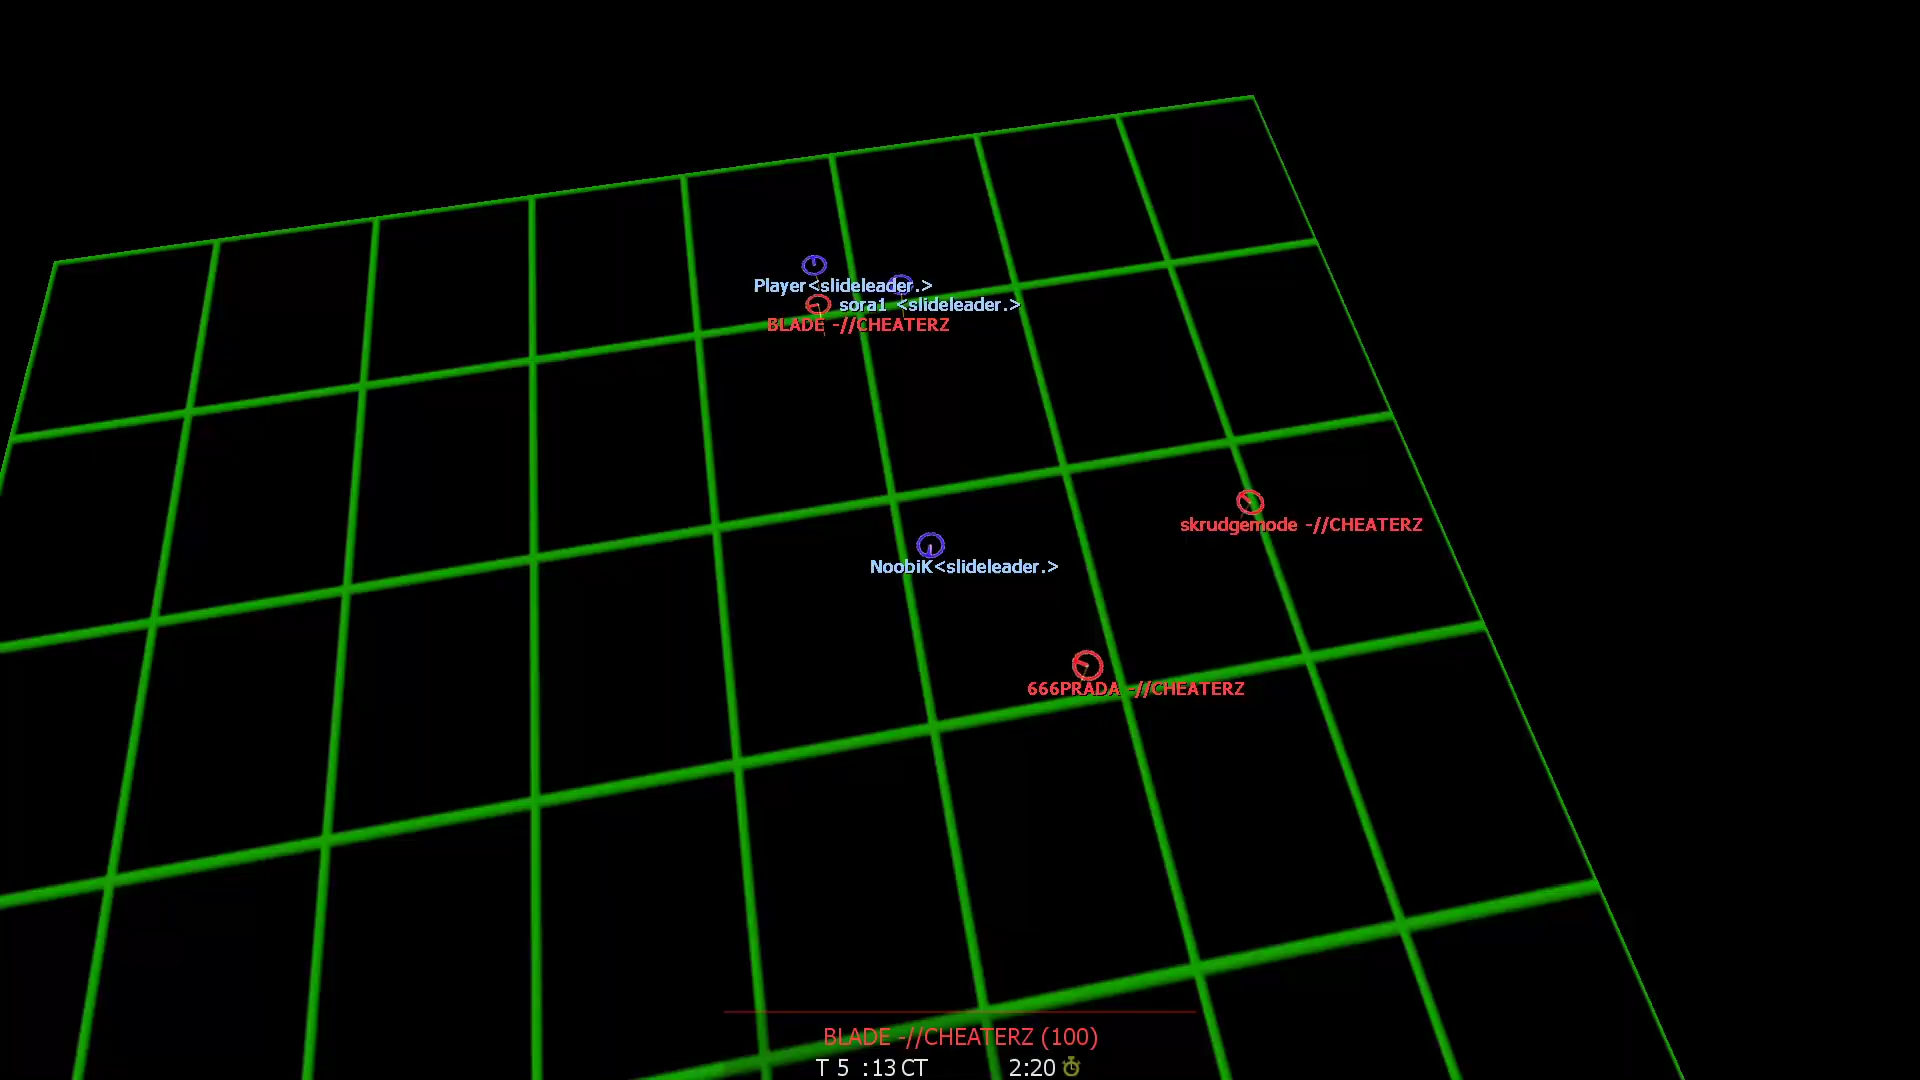 Player<slideleader.>
sora1 <slideleader.>
BLADE -//CHEATERZ
skrudgemode -//CHEATERZ
NoobiK<slideleader.>
666PRADA -//CHEATERZ
BLADE -//CHEATERZ (100)
T 5 :13 CT 2:20